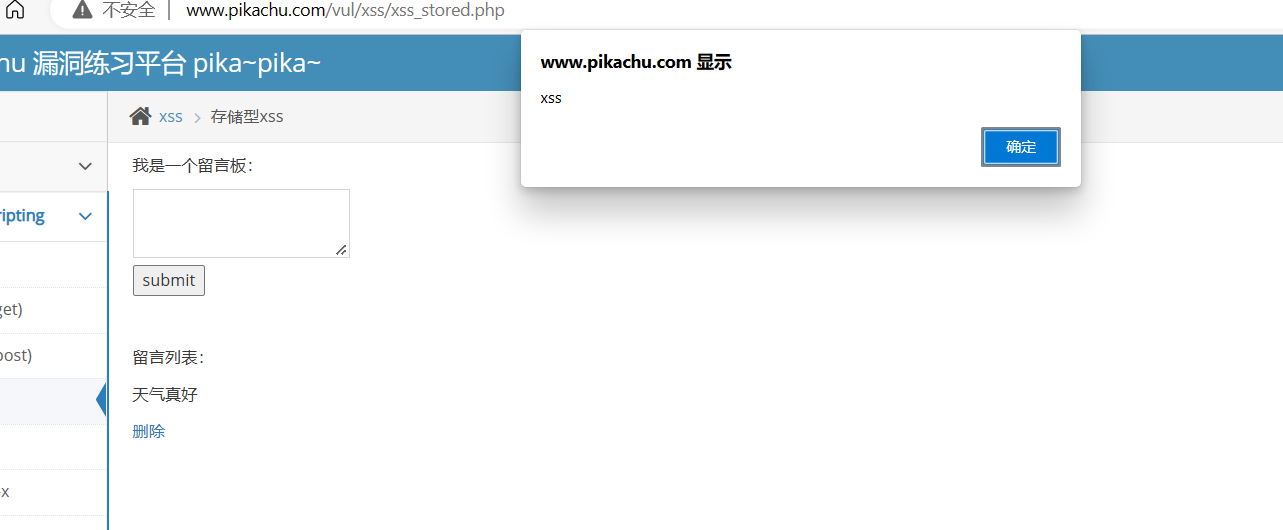 不安全 www.pikachu.com/vul/xss/xss_stored.php
hu 漏洞练习平台 pika~pika~
www.pikachu.com 显示
xss
确定
xss > 存储型xss
我是一个留言板：
submit
留言列表：
天气真好
删除
ripting
get)
post)
-x